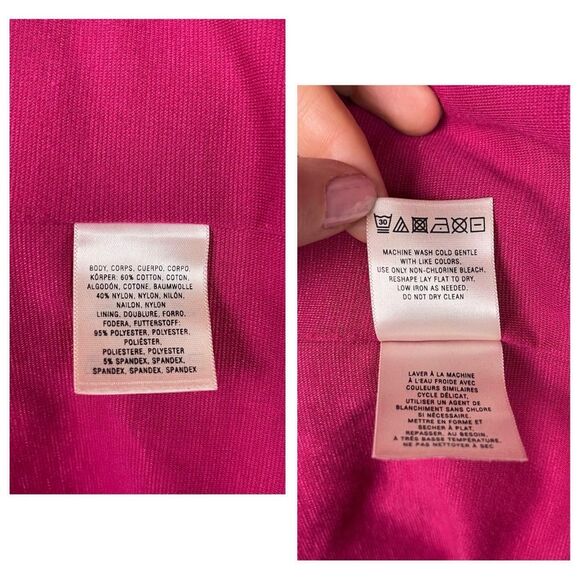 BODY, CORPS, CUERPO, CORPO,
KÖRPER: 60% COTTON, COTON,
ALGODÓN, COTONE, BAUMWOLLE
40% NYLON, NYLON, NILÓN,
NAILON, NYLON
LINING, DOUBLURE, FORRO,
FODERA, FUTTERSTOFF:
95% POLYESTER, POLYESTER,
POLIÉSTER,
POLIESTERE, POLYESTER
5% SPANDEX, SPANDEX,
SPANDEX, SPANDEX, SPANDEX
30
MACHINE WASH COLD GENTLE
WITH LIKE COLORS,
USE ONLY NON-CHLORINE BLEACH,
RESHAPE LAY FLAT TO DRY,
LOW IRON AS NEEDED,
DO NOT DRY CLEAN
LAVER À LA MACHINE
À L'EAU FROIDE AVEC
COULEURS SIMILAIRES
CYCLE DÉLICAT,
UTILISER UN AGENT DE
BLANCHIMENT SANS CHLORE
SI NÉCESSAIRE,
METTRE EN FORME ET
SÉCHER À PLAT,
REPASSER, AU BESOIN,
À TRÈS BASSE TEMPÉRATURE,
NE PAS NETTOYER À SEC